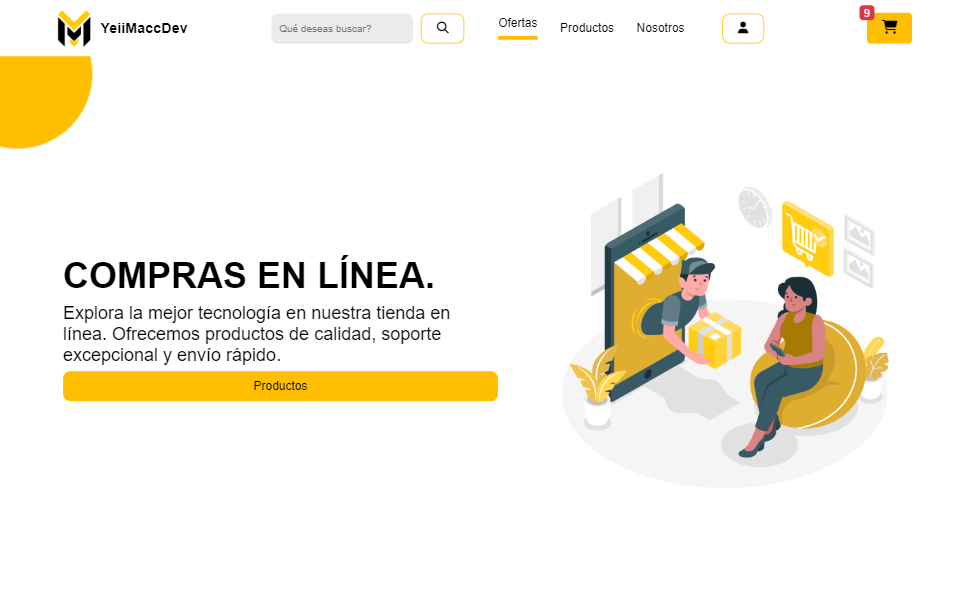 YeiiMaccDev
Qué deseas buscar?
Ofertas
Productos
Nosotros
9
COMPRAS EN LÍNEA.
Explora la mejor tecnología en nuestra tienda en
línea. Ofrecemos productos de calidad, soporte
excepcional y envío rápido.
Productos